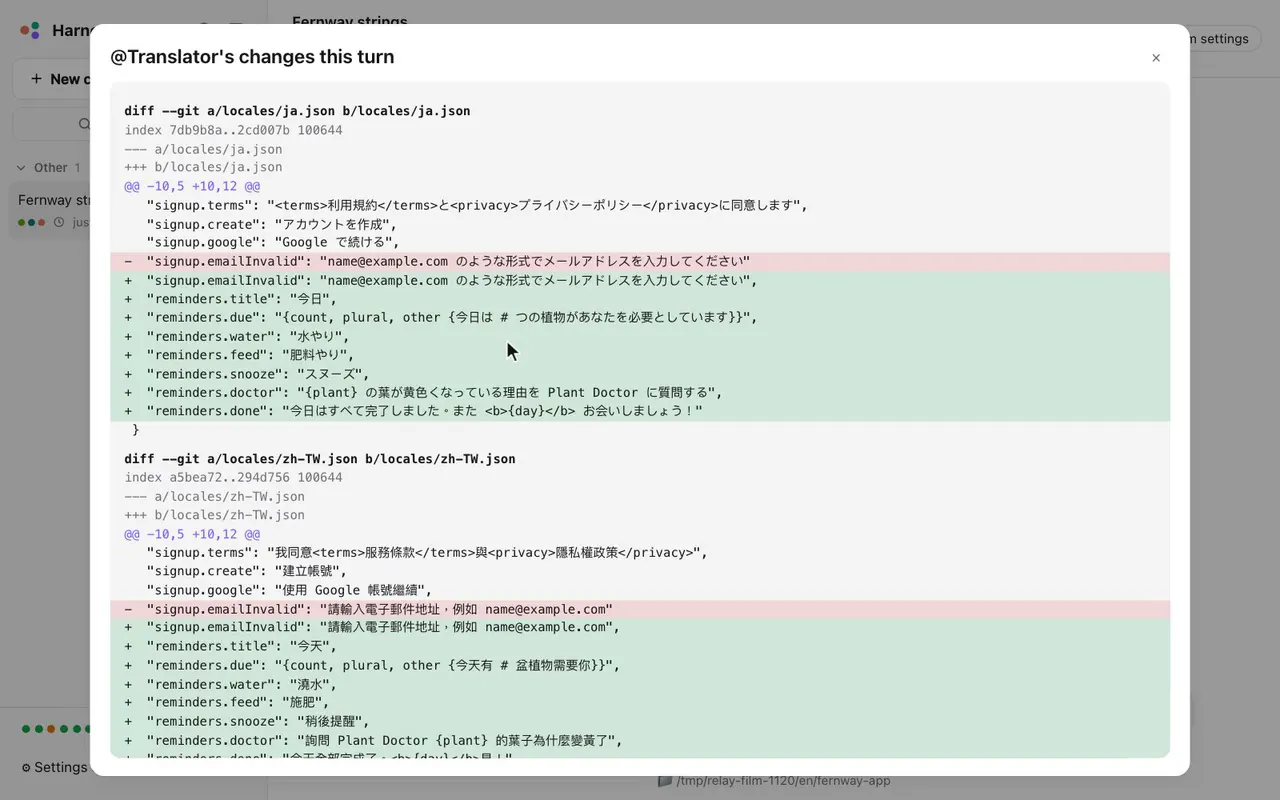 Harn
Fernway strings
m settings
+ New c
Other 1
Fernway str
just
Settings
@Translator's changes this turn
×
diff --git a/locales/ja.json b/locales/ja.json
index 7db9b8a..2cd007b 100644
--- a/locales/ja.json
+++ b/locales/ja.json
@@ -10,5 +10,12 @@
"signup.terms": "<terms>利用規約</terms>と<privacy>プライバシーポリシー</privacy>に同意します",
"signup.create": "アカウントを作成",
"signup.google": "Google で続ける",
- "signup.emailInvalid": "name@example.com のような形式でメールアドレスを入力してください"
+ "signup.emailInvalid": "name@example.com のような形式でメールアドレスを入力してください",
+ "reminders.title": "今日",
+ "reminders.due": "{count, plural, other {今日は # つの植物があなたを必要としています}}",
+ "reminders.water": "水やり",
+ "reminders.feed": "肥料やり",
+ "reminders.snooze": "スヌーズ",
+ "reminders.doctor": "{plant} の葉が黄色くなっている理由を Plant Doctor に質問する",
+ "reminders.done": "今日はすべて完了しました。また <b>{day}</b> お会いしましょう！"
}
diff --git a/locales/zh-TW.json b/locales/zh-TW.json
index a5bea72..294d756 100644
--- a/locales/zh-TW.json
+++ b/locales/zh-TW.json
@@ -10,5 +10,12 @@
"signup.terms": "我同意<terms>服務條款</terms>與<privacy>隱私權政策</privacy>",
"signup.create": "建立帳號",
"signup.google": "使用 Google 帳號繼續",
- "signup.emailInvalid": "請輸入電子郵件地址，例如 name@example.com"
+ "signup.emailInvalid": "請輸入電子郵件地址，例如 name@example.com",
+ "reminders.title": "今天",
+ "reminders.due": "{count, plural, other {今天有 # 盆植物需要你}}",
+ "reminders.water": "澆水",
+ "reminders.feed": "施肥",
+ "reminders.snooze": "稍後提醒",
+ "reminders.doctor": "詢問 Plant Doctor {plant} 的葉子為什麼變黃了",
+ "reminders.done": "今天全部完成了。<b>{day}</b>見！"
/tmp/relay-film-1120/en/fernway-app